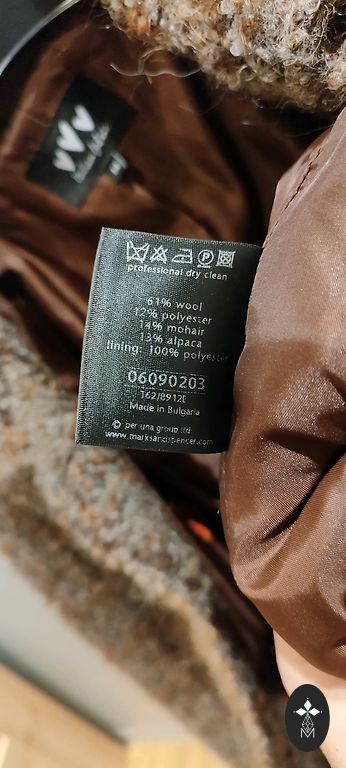 professional dry clean
61% wool
12% polyester
14% mohair
13% alpaca
lining: 100% polyester
06090203
162/8912E
Made in Bulgaria
© per una group ltd
www.marksandspencer.com
M